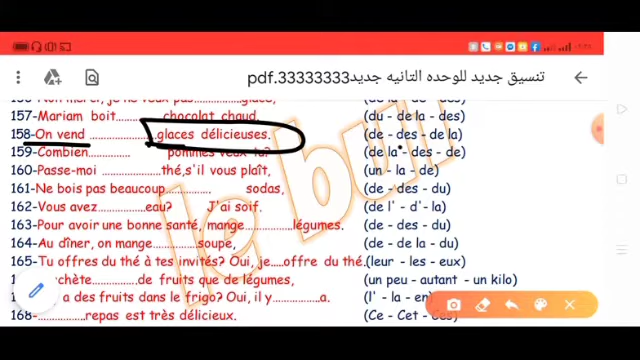 تنسيق جديد للوحده الثانيه جديد33333333.pdf
157-Mariam boit............chocolat chaud. (du - de la - des)
158-On vend ....................glaces délicieuses. (de - des - de la)
159-Combien............ pommes veux-tu? (de la - des - de)
160-Passe-moi ................thé,s'il vous plaît, (un - la - de)
161-Ne bois pas beaucoup............ sodas, (de - des - du)
162-Vous avez................eau? J'ai soif. (de l' - d'- la)
163-Pour avoir une bonne santé, mange ..............légumes. (de - des - du)
164-Au dîner, on mange ................soupe, (de - de la - du)
165-Tu offres du thé à tes invités? Oui, je.....offre du thé. (leur - les - eux)
chète................de fruits que de légumes, (un peu - autant - un kilo)
a des fruits dans le frigo? Oui, il y............a. (l' - la - en)
168-................repas est très délicieux. (Ce - Cet - Ces)
le bull